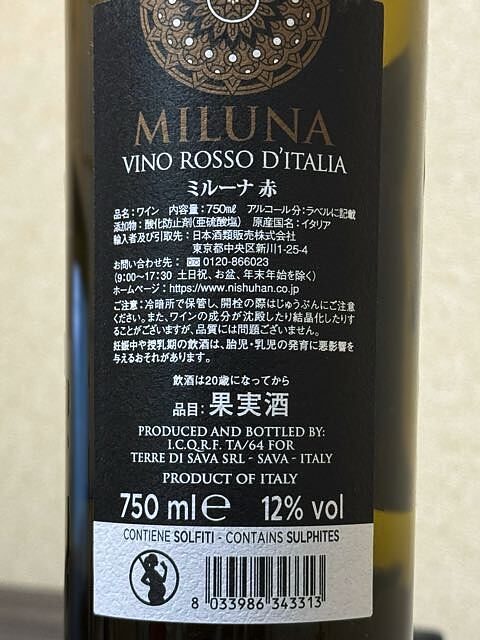 MILUNA
VINO ROSSO D'ITALIA
ミルーナ 赤
品名：ワイン 内容量：750㎖ アルコール分：ラベルに記載
添加物：酸化防止剤（亜硫酸塩） 原産国名：イタリア
輸入者及び引取先：日本酒類販売株式会社
東京都中央区新川1-25-4
お問い合わせ先： 0120-866023
（9:00～17:30 土日祝、お盆、年末年始を除く）
ホームページ：https://www.nishuhan.co.jp
ご注意：冷暗所で保管し、開栓の際はじゅうぶんにご注意
ください。また、ワインの成分が沈殿したり結晶化したりす
ることがございますが、品質には問題ございません。
妊娠中や授乳期の飲酒は、胎児・乳児の発育に悪影響を
与えるおそれがあります。
飲酒は20歳になってから
品目：果実酒
PRODUCED AND BOTTLED BY:
I.C.Q.R.F. TA/64 FOR
TERRE DI SAVA SRL - SAVA - ITALY
PRODUCT OF ITALY
750 ml ℮ 12% vol
CONTIENE SOLFITI - CONTAINS SULPHITES
8 033986 343313